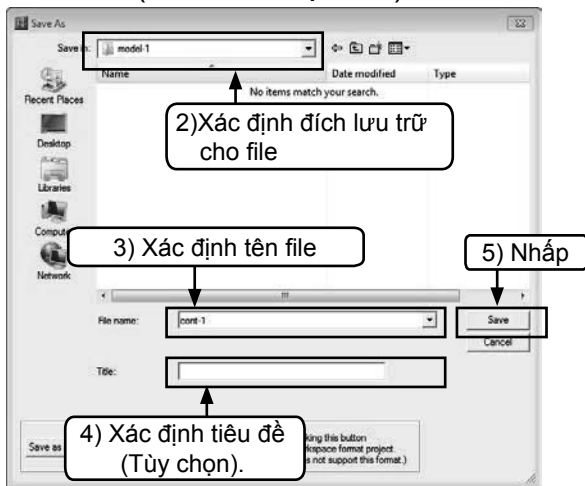 Save As
Save in:
model-1
Name
Date modified
Type
No items match your search.
Recent Places
2)Xác định đích lưu trữ
cho file
Desktop
Libraries
Computer
3) Xác định tên file
5) Nhấp
Network
File name:
cont-1
Save
Cancel
Title:
4) Xác định tiêu đề
(Tùy chọn).
Save as
this button
format project.
not support this format.)